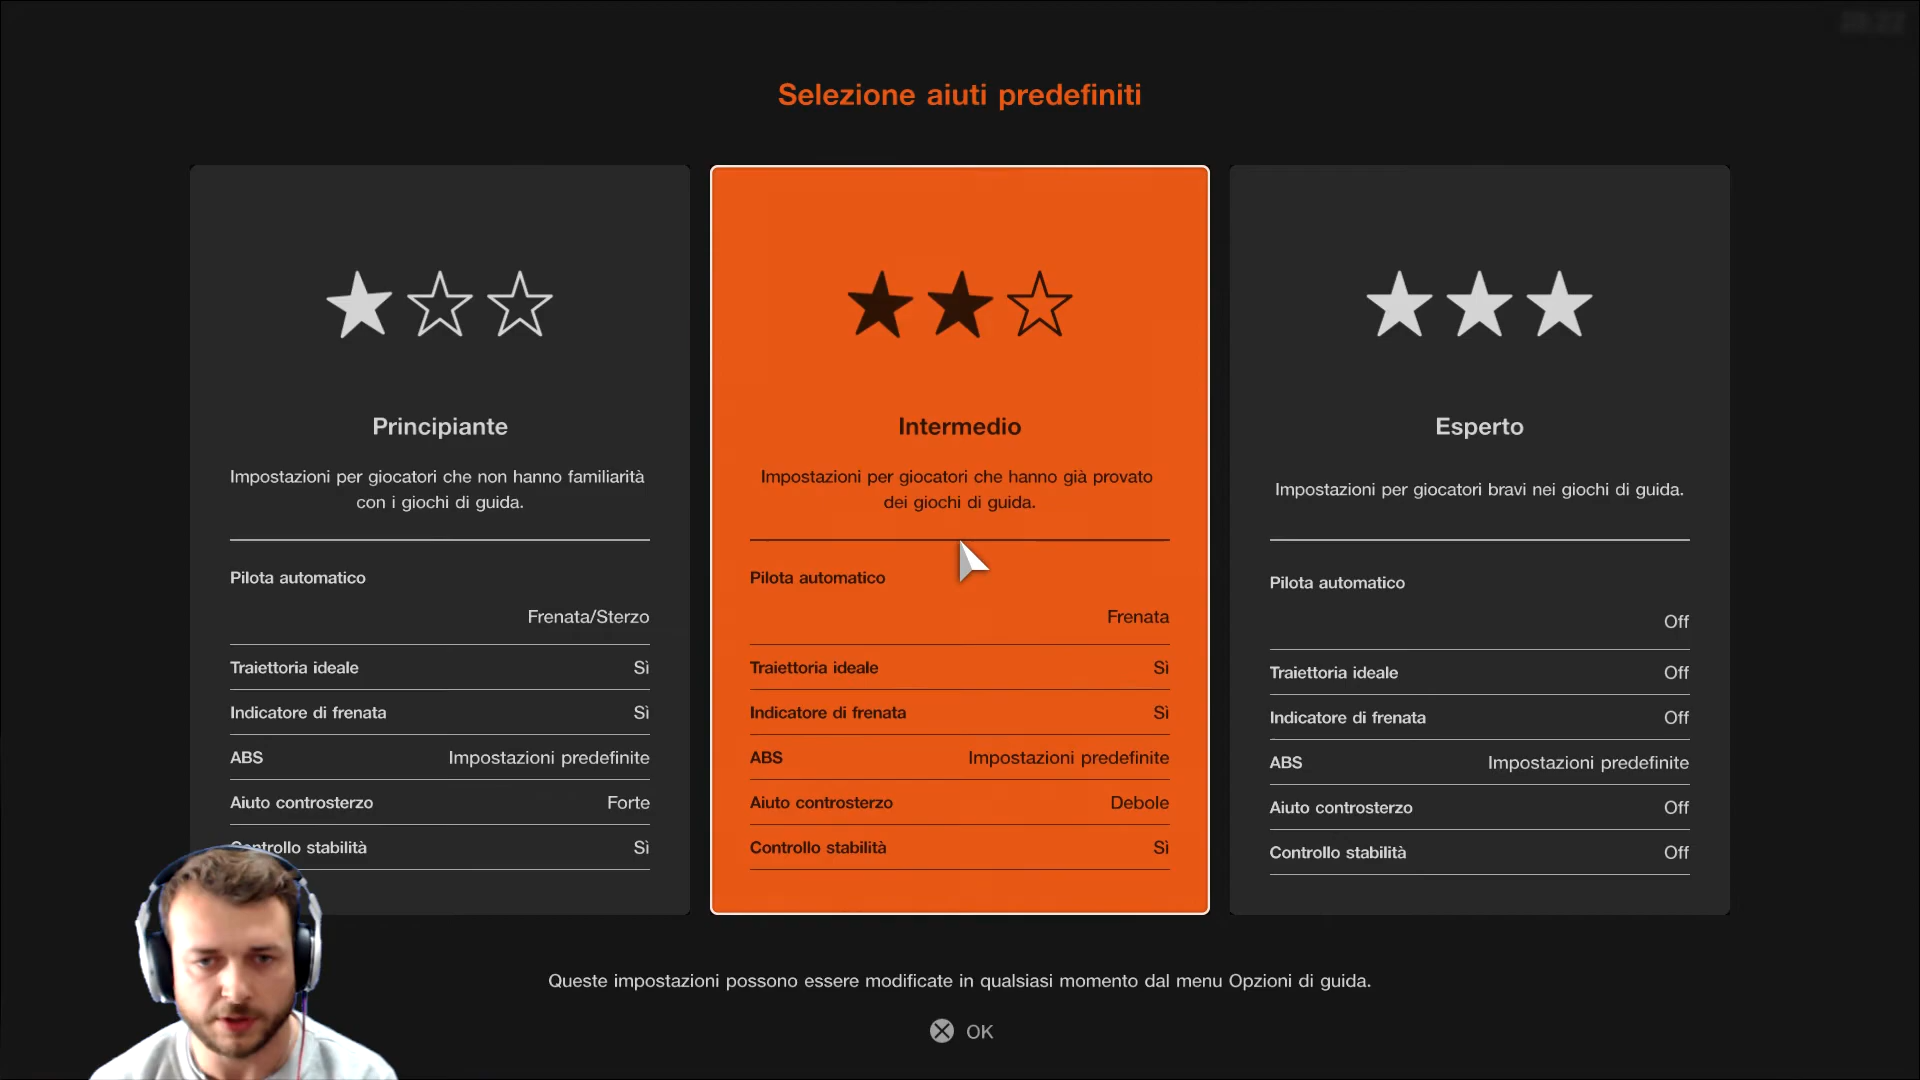 Selezione aiuti predefiniti
Principiante
Impostazioni per giocatori che non hanno familiarità
con i giochi di guida.
Pilota automatico
Frenata/Sterzo
Traiettoria ideale Sì
Indicatore di frenata Sì
ABS Impostazioni predefinite
Aiuto controsterzo Forte
Controllo stabilità Sì
Intermedio
Impostazioni per giocatori che hanno già provato
dei giochi di guida.
Pilota automatico
Frenata
Traiettoria ideale Sì
Indicatore di frenata Sì
ABS Impostazioni predefinite
Aiuto controsterzo Debole
Controllo stabilità Sì
Esperto
Impostazioni per giocatori bravi nei giochi di guida.
Pilota automatico
Off
Traiettoria ideale Off
Indicatore di frenata Off
ABS Impostazioni predefinite
Aiuto controsterzo Off
Controllo stabilità Off
Queste impostazioni possono essere modificate in qualsiasi momento dal menu Opzioni di guida.
OK